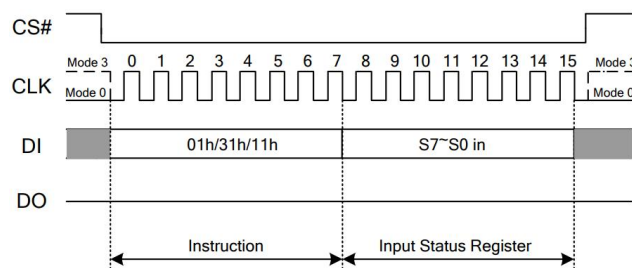 CS#
Mode 3 0 1 2 3 4 5 6 7 8 9 10 11 12 13 14 15 Mode 3
CLK
Mode 0 Mode 0
DI 01h/31h/11h S7~S0 in
DO
Instruction Input Status Register